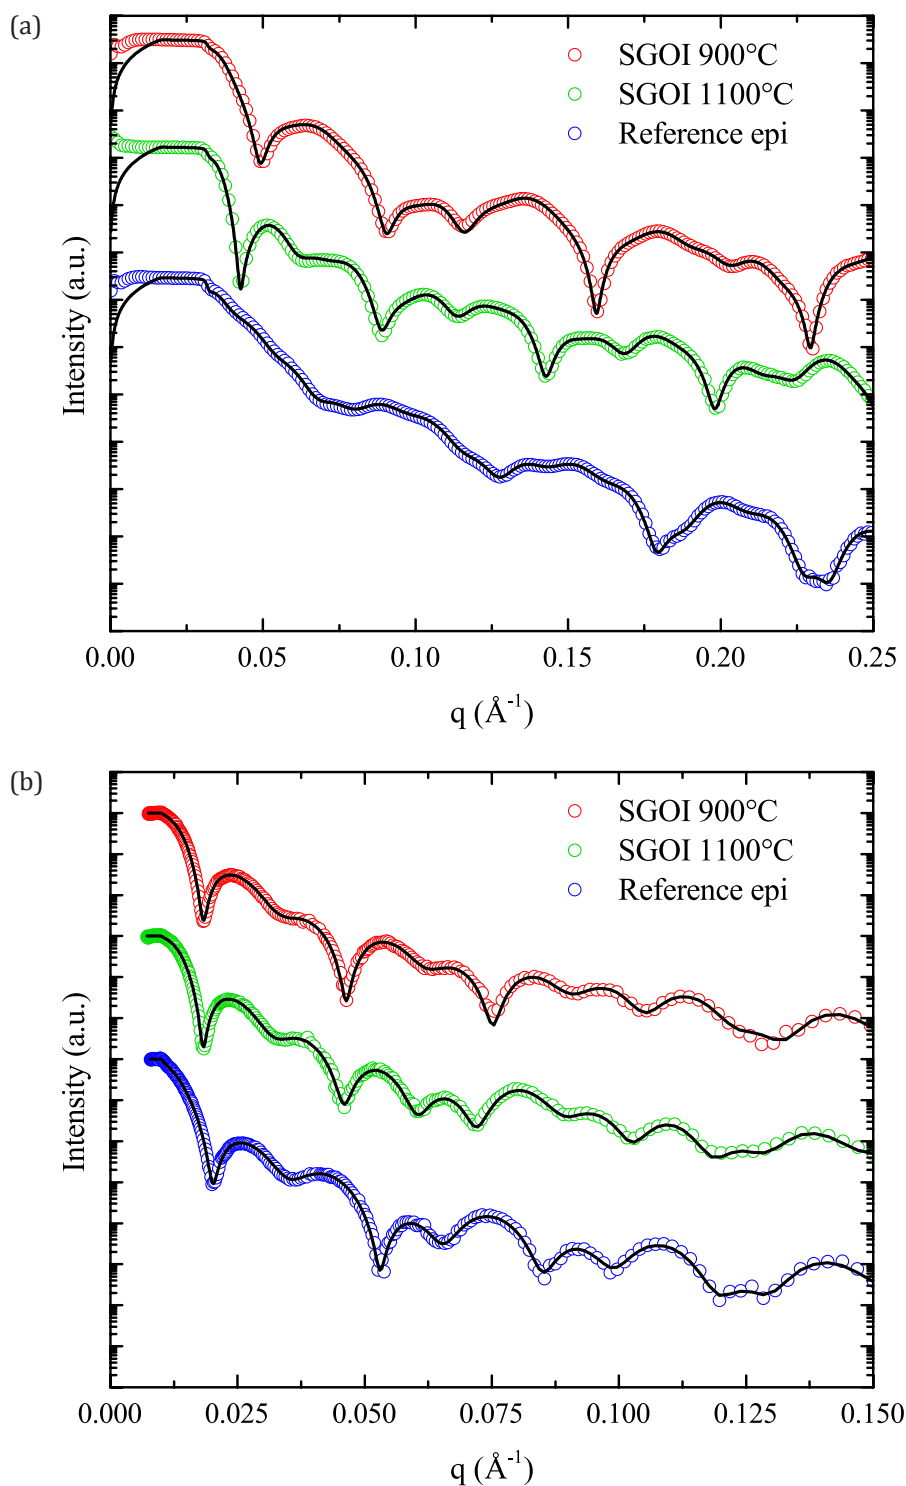 (a)
SGOI 900°C
SGOI 1100°C
Reference epi
Intensity (a.u.)
0.00 0.05 0.10 0.15 0.20 0.25
q (Å⁻¹)
(b)
SGOI 900°C
SGOI 1100°C
Reference epi
Intensity (a.u.)
0.000 0.025 0.050 0.075 0.100 0.125 0.150
q (Å⁻¹)